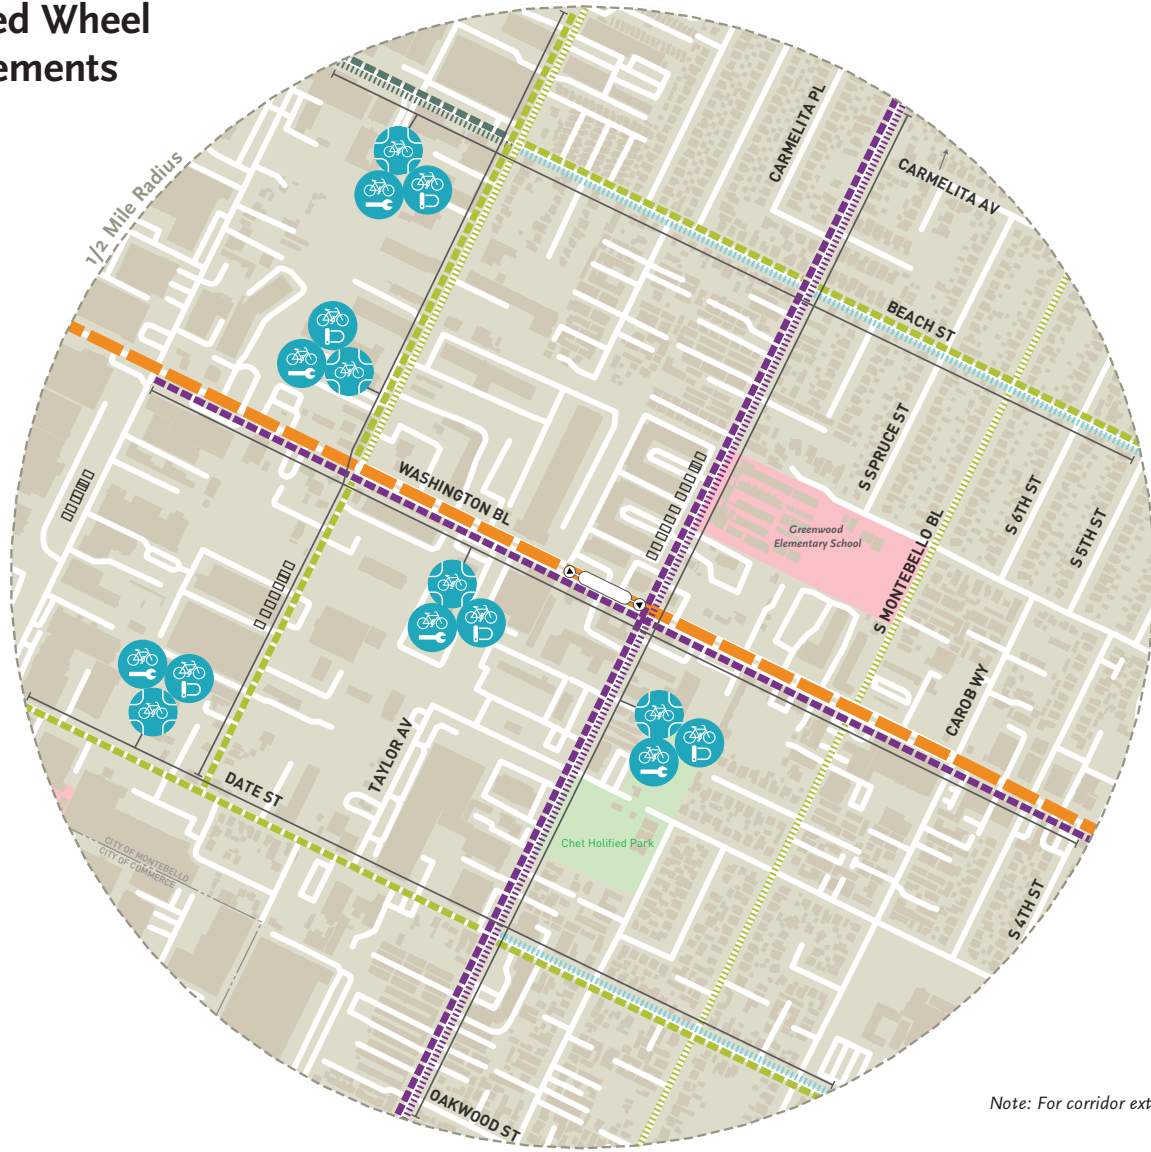 ed Wheel
ements
1/2 Mile Radius
CARMELITA PL
CARMELITA AV
BEACH ST
WASHINGTON BL
S SPRUCE ST
Greenwood
Elementary School
S MONTEBELLO BL
S 6TH ST
S 5TH ST
CAROB WY
TAYLOR AV
DATE ST
Chet Holified Park
CITY OF MONTEBELLO
CITY OF COMMERCE
S 4TH ST
OAKWOOD ST
Note: For corridor ext